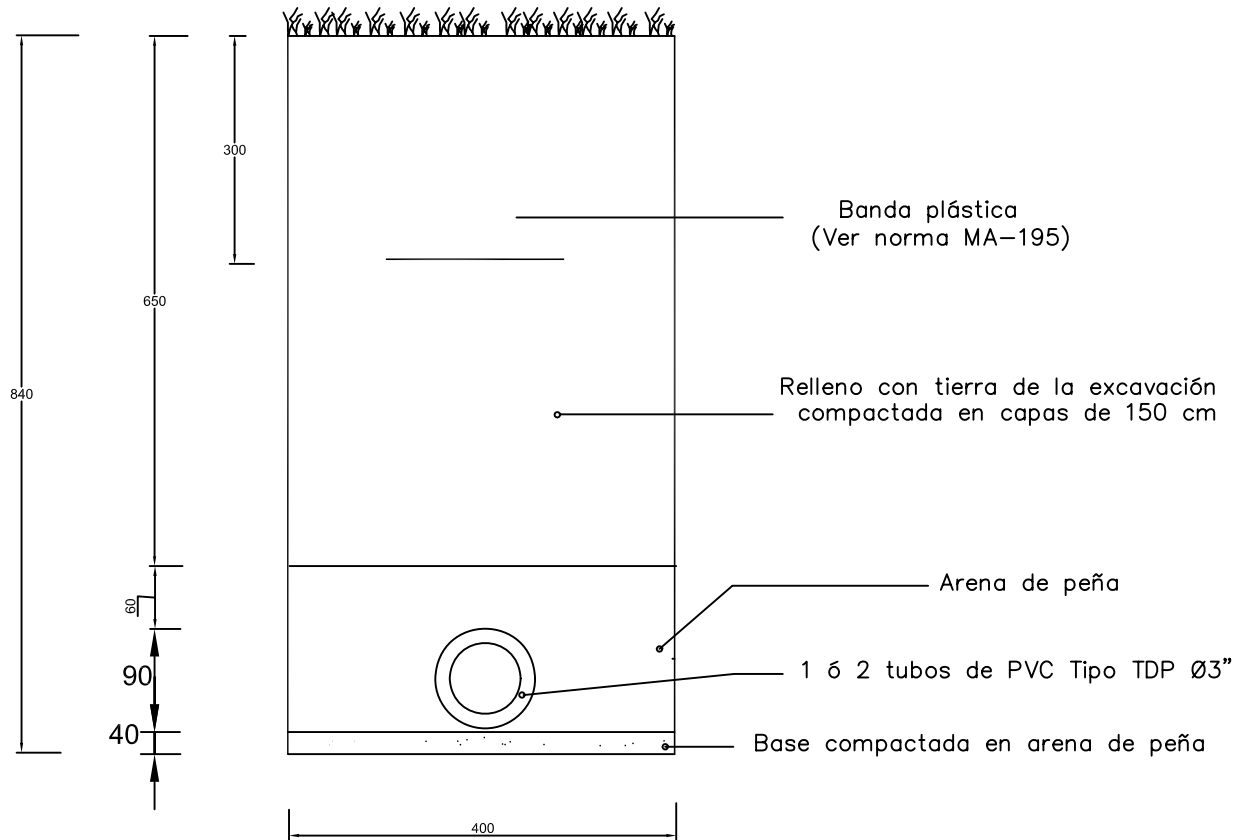 300
Banda plástica
(Ver norma MA-195)
650
840
Relleno con tierra de la excavación
compactada en capas de 150 cm
Arena de peña
60
1 ó 2 tubos de PVC Tipo TDP Ø3"
90
40
Base compactada en arena de peña
400